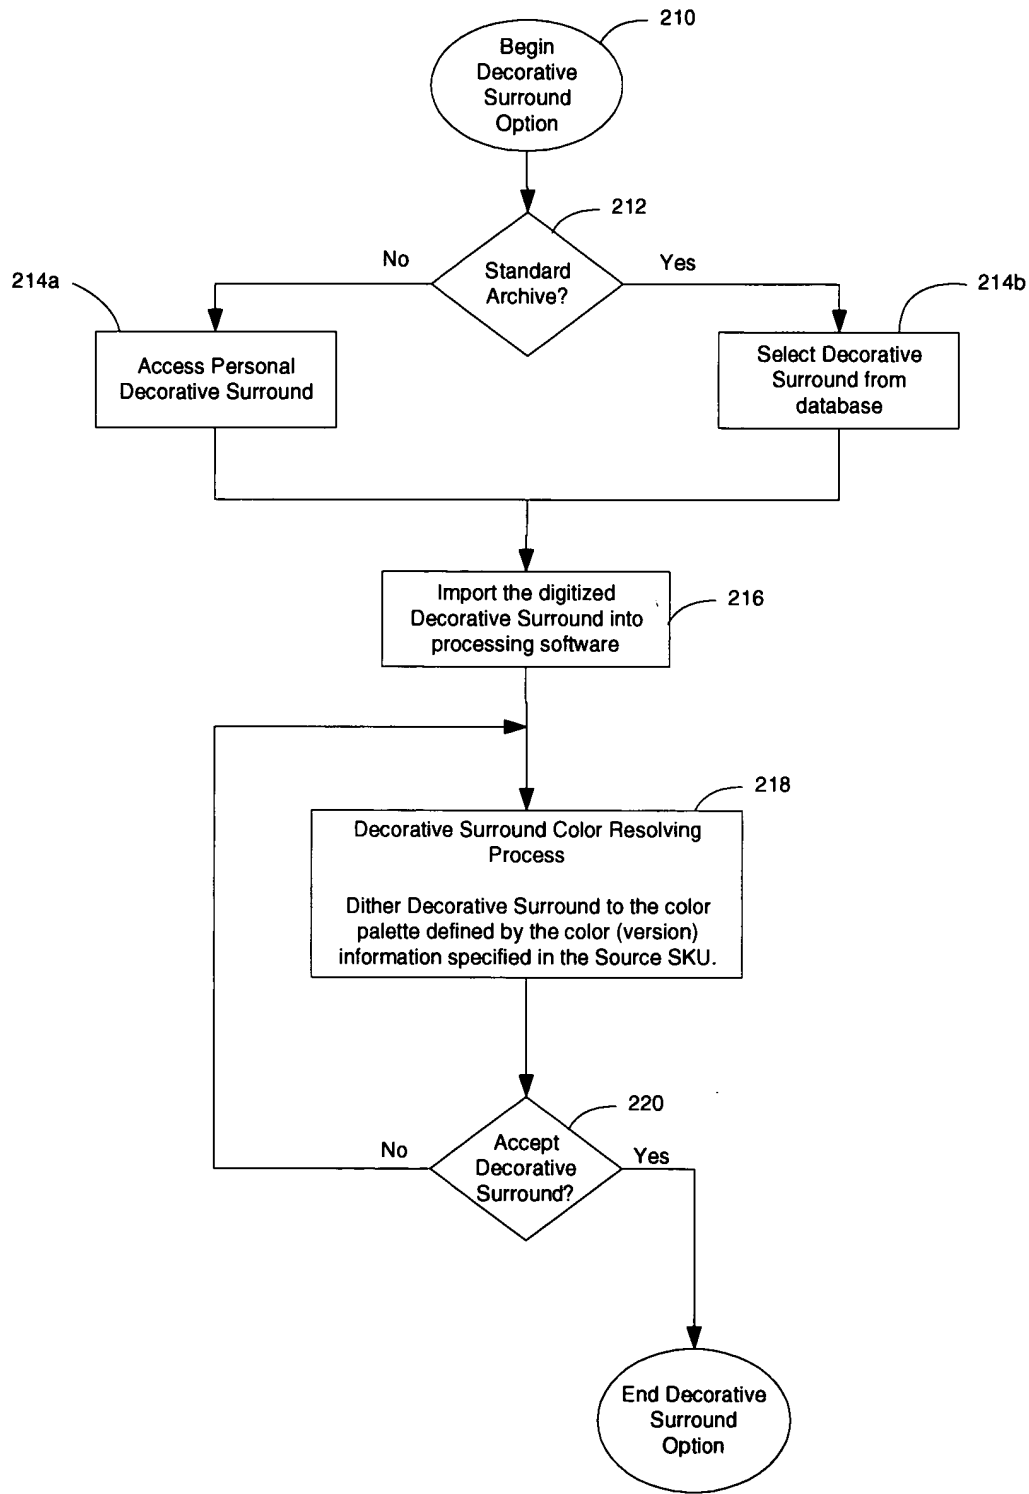 210
Begin
Decorative
Surround
Option
212
Standard
Archive?
No
Yes
214a
Access Personal
Decorative Surround
214b
Select Decorative
Surround from
database
Import the digitized
Decorative Surround into
processing software
216
218
Decorative Surround Color Resolving
Process
Dither Decorative Surround to the color
palette defined by the color (version)
information specified in the Source SKU.
220
Accept
Decorative
Surround?
No
Yes
End Decorative
Surround
Option